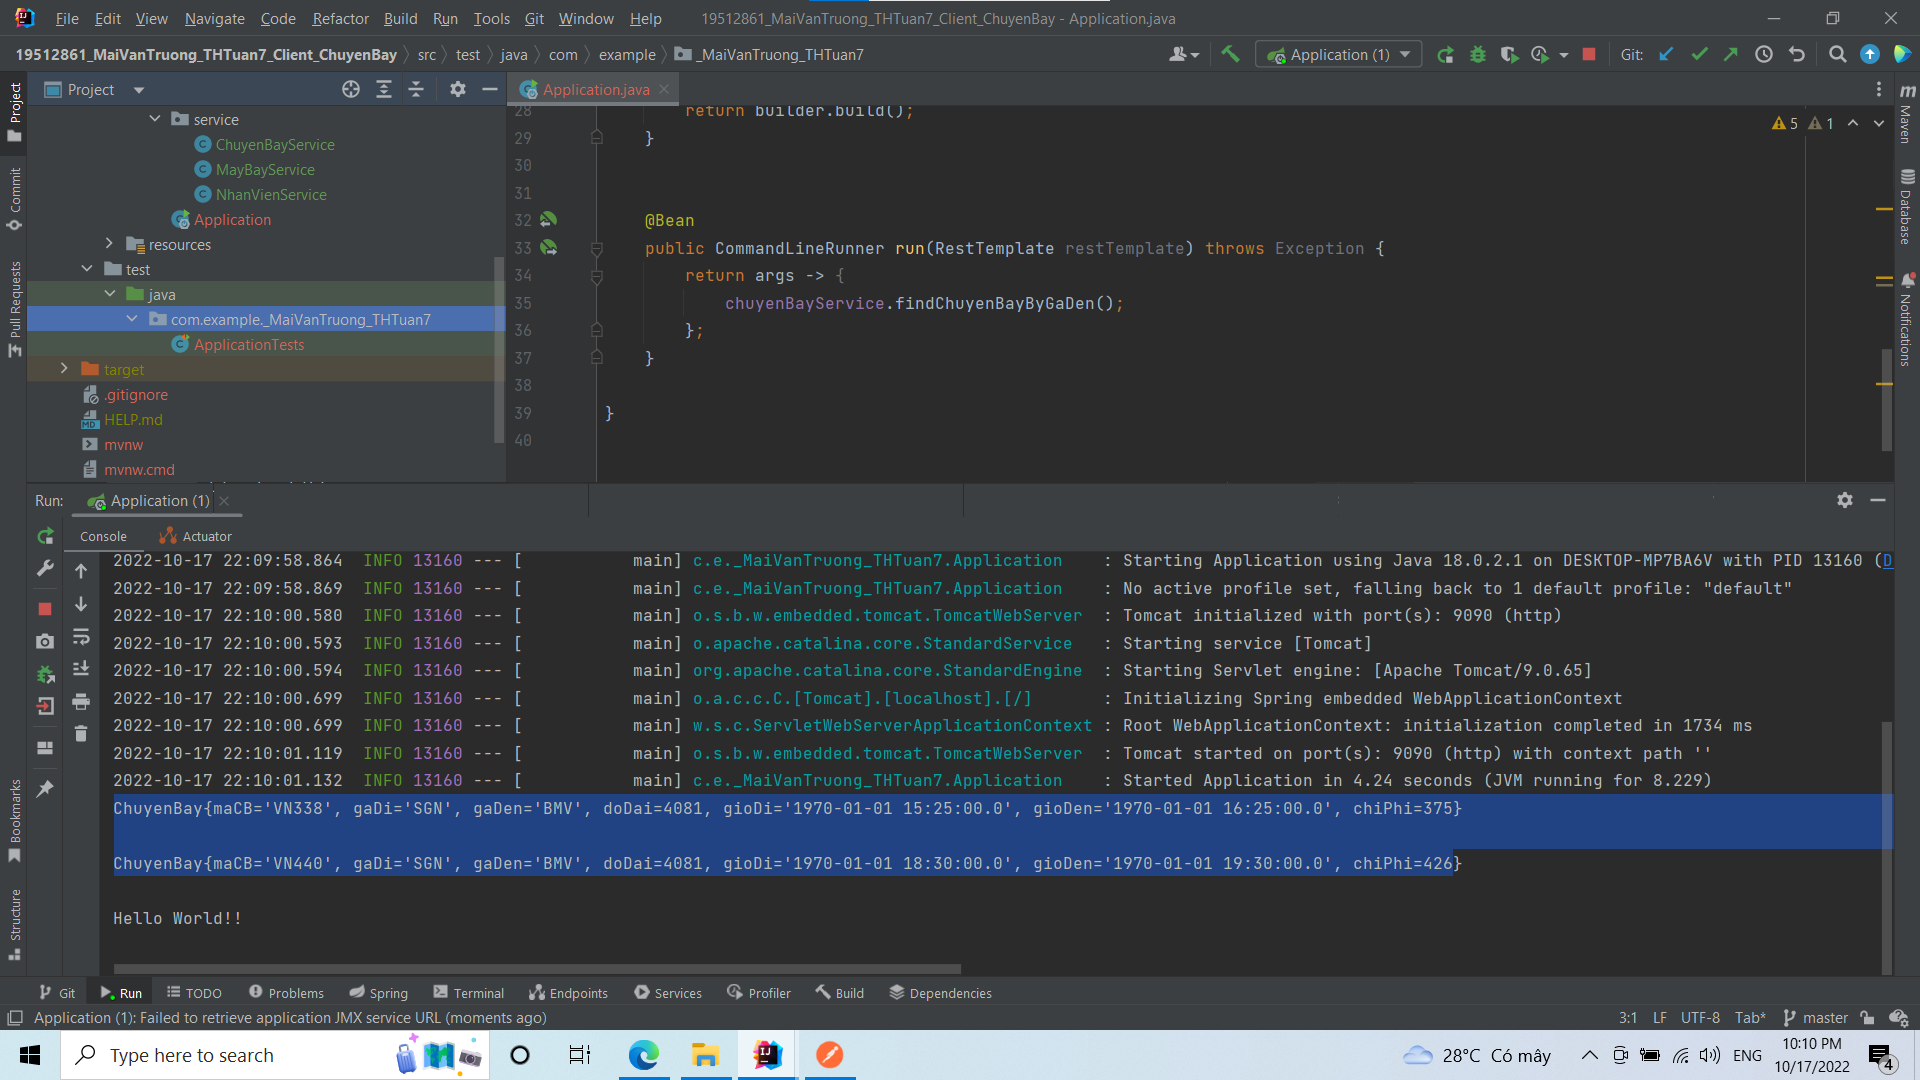 File Edit View Navigate Code Refactor Build Run Tools Git Window Help 19512861_MaiVanTruong_THTuan7_Client_ChuyenBay - Application.java
19512861_MaiVanTruong_THTuan7_Client_ChuyenBay src test java com example _MaiVanTruong_THTuan7 Application (1) Git:
Project
Application.java
service
ChuyenBayService
MayBayService
NhanVienService
Application
resources
test
java
com.example._MaiVanTruong_THTuan7
ApplicationTests
target
.gitignore
HELP.md
mvnw
mvnw.cmd
5 1
28 return builder.build();
29 }
30
31
32 @Bean
33 public CommandLineRunner run(RestTemplate restTemplate) throws Exception {
34 return args -> {
35 chuyenBayService.findChuyenBayByGaDen();
36 };
37 }
38
39 }
40
Project
Commit
Pull Requests
Bookmarks
Structure
Maven
Database
Notifications
Run: Application (1)
Console Actuator
2022-10-17 22:09:58.864 INFO 13160 --- [ main] c.e._MaiVanTruong_THTuan7.Application : Starting Application using Java 18.0.2.1 on DESKTOP-MP7BA6V with PID 13160 (D
2022-10-17 22:09:58.869 INFO 13160 --- [ main] c.e._MaiVanTruong_THTuan7.Application : No active profile set, falling back to 1 default profile: "default"
2022-10-17 22:10:00.580 INFO 13160 --- [ main] o.s.b.w.embedded.tomcat.TomcatWebServer : Tomcat initialized with port(s): 9090 (http)
2022-10-17 22:10:00.593 INFO 13160 --- [ main] o.apache.catalina.core.StandardService : Starting service [Tomcat]
2022-10-17 22:10:00.594 INFO 13160 --- [ main] org.apache.catalina.core.StandardEngine : Starting Servlet engine: [Apache Tomcat/9.0.65]
2022-10-17 22:10:00.699 INFO 13160 --- [ main] o.a.c.c.C.[Tomcat].[localhost].[/] : Initializing Spring embedded WebApplicationContext
2022-10-17 22:10:00.699 INFO 13160 --- [ main] w.s.c.ServletWebServerApplicationContext : Root WebApplicationContext: initialization completed in 1734 ms
2022-10-17 22:10:01.119 INFO 13160 --- [ main] o.s.b.w.embedded.tomcat.TomcatWebServer : Tomcat started on port(s): 9090 (http) with context path ''
2022-10-17 22:10:01.132 INFO 13160 --- [ main] c.e._MaiVanTruong_THTuan7.Application : Started Application in 4.24 seconds (JVM running for 8.229)
ChuyenBay{maCB='VN338', gaDi='SGN', gaDen='BMV', doDai=4081, gioDi='1970-01-01 15:25:00.0', gioDen='1970-01-01 16:25:00.0', chiPhi=375}
ChuyenBay{maCB='VN440', gaDi='SGN', gaDen='BMV', doDai=4081, gioDi='1970-01-01 18:30:00.0', gioDen='1970-01-01 19:30:00.0', chiPhi=426}
Hello World!!
Git Run TODO Problems Spring Terminal Endpoints Services Profiler Build Dependencies
Application (1): Failed to retrieve application JMX service URL (moments ago) 3:1 LF UTF-8 Tab* master
Type here to search 28°C Có mây ENG 10:10 PM
10/17/2022 4